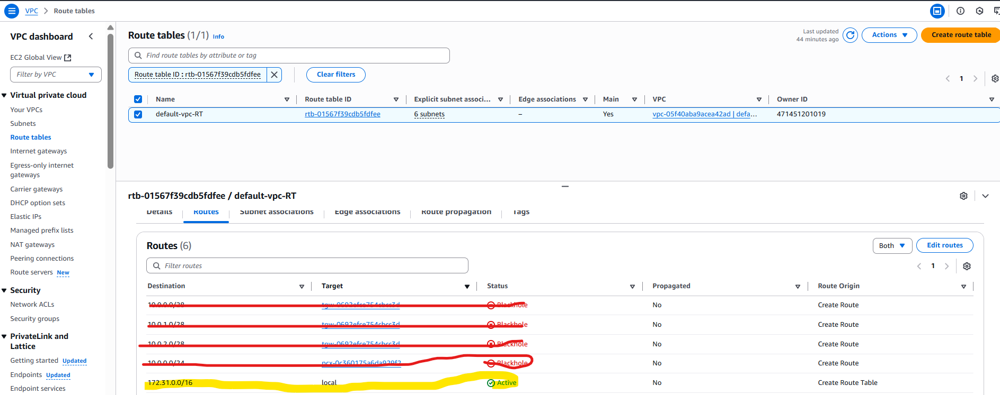 VPC > Route tables
VPC dashboard
EC2 Global View
Filter by VPC
Virtual private cloud
Your VPCs
Subnets
Route tables
Internet gateways
Egress-only internet
gateways
Carrier gateways
DHCP option sets
Elastic IPs
Managed prefix lists
NAT gateways
Peering connections
Route servers New
Security
Network ACLs
Security groups
PrivateLink and
Lattice
Getting started Updated
Endpoints Updated
Endpoint services
Route tables (1/1) Info
Last updated
44 minutes ago
Actions
Create route table
Find route tables by attribute or tag
Route table ID : rtb-01567f39cdb5fdfee
Clear filters
1
Name Route table ID Explicit subnet associ... Edge associations Main VPC Owner ID
default-vpc-RT rtb-01567f39cdb5fdfee 6 subnets – Yes vpc-05f40aba9acea42ad | defa... 471451201019
rtb-01567f39cdb5fdfee / default-vpc-RT
Details Routes Subnet associations Edge associations Route propagation Tags
Routes (6)
Both
Edit routes
Filter routes
1
Destination Target Status Propagated Route Origin
10.0.0.0/28 tgw-0692efce754cbcc3d Blackhole No Create Route
10.0.1.0/28 tgw-0692efce754cbcc3d Blackhole No Create Route
10.0.2.0/28 tgw-0692efce754cbcc3d Blackhole No Create Route
10.0.0.0/24 pcx-0c360175a6da929f2 Blackhole No Create Route
172.31.0.0/16 local Active No Create Route Table